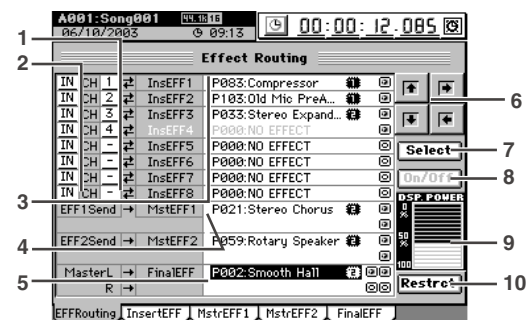 A001:Song001 44.1k 16
06/10/2003 09:13
00:00:12.085
Effect Routing
IN CH 1 ⇄ InsEFF1 P083:Compressor 1
IN CH 2 ⇄ InsEFF2 P103:Old Mic PreA... 1
IN CH 3 ⇄ InsEFF3 P033:Stereo Expand...
IN CH 4 ⇄ InsEFF4 P000:NO EFFECT
IN CH - ⇄ InsEFF5 P000:NO EFFECT
IN CH - ⇄ InsEFF6 P000:NO EFFECT
IN CH - ⇄ InsEFF7 P000:NO EFFECT
IN CH - ⇄ InsEFF8 P000:NO EFFECT
EFF1Send → MstEFF1 P021:Stereo Chorus
EFF2Send → MstEFF2 P059:Rotary Speaker
MasterL → FinalEFF P002:Smooth Hall
R →
Select
On/Off
DSP POWER
0
%
50
%
100
Restrct
EFFRouting InsertEFF MstrEFF1 MstrEFF2 FinalEFF
1
2
3
4
5
6
7
8
9
10